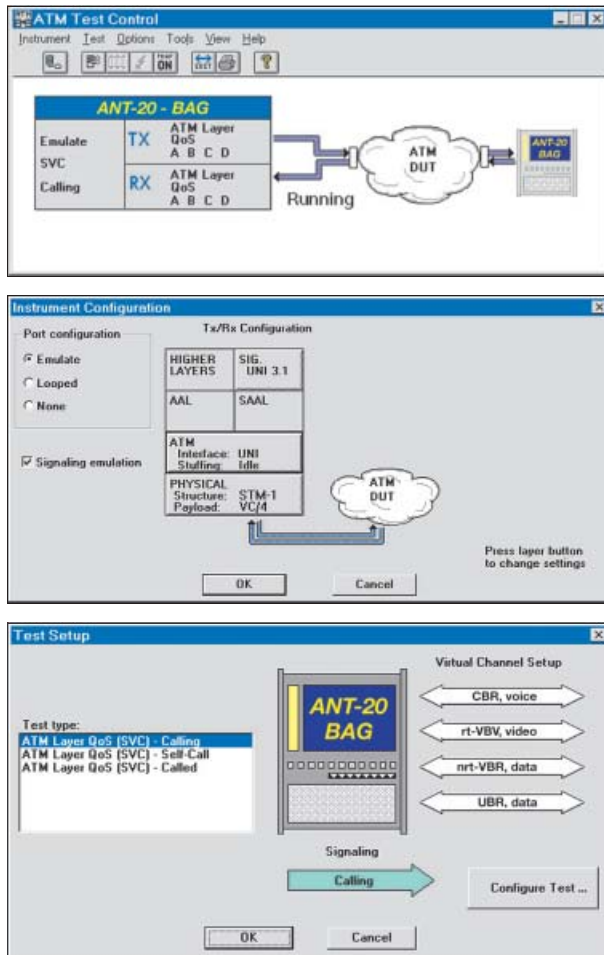 ATM Test Control
Instrument Test Options Tools View Help
ON
EXIT
?
ANT-20 - BAG
Emulate
SVC
Calling
TX
ATM Layer
QoS
A B C D
RX
ATM Layer
QoS
A B C D
Running
ATM
DUT
ANT-20
BAG
Instrument Configuration
Port configuration
Emulate
Looped
None
Signaling emulation
Tx/Rx Configuration
HIGHER
LAYERS
SIG.
UNI 3.1
AAL
SAAL
ATM
Interface: UNI
Stuffing: Idle
PHYSICAL
Structure: STM-1
Payload: VC/4
ATM
DUT
Press layer button
to change settings
OK
Cancel
Test Setup
Test type:
ATM Layer QoS (SVC) - Calling
ATM Layer QoS (SVC) - Self-Call
ATM Layer QoS (SVC) - Called
ANT-20
BAG
Virtual Channel Setup
CBR, voice
rt-VBV, video
nrt-VBR, data
UBR, data
Signaling
Calling
Configure Test ...
OK
Cancel